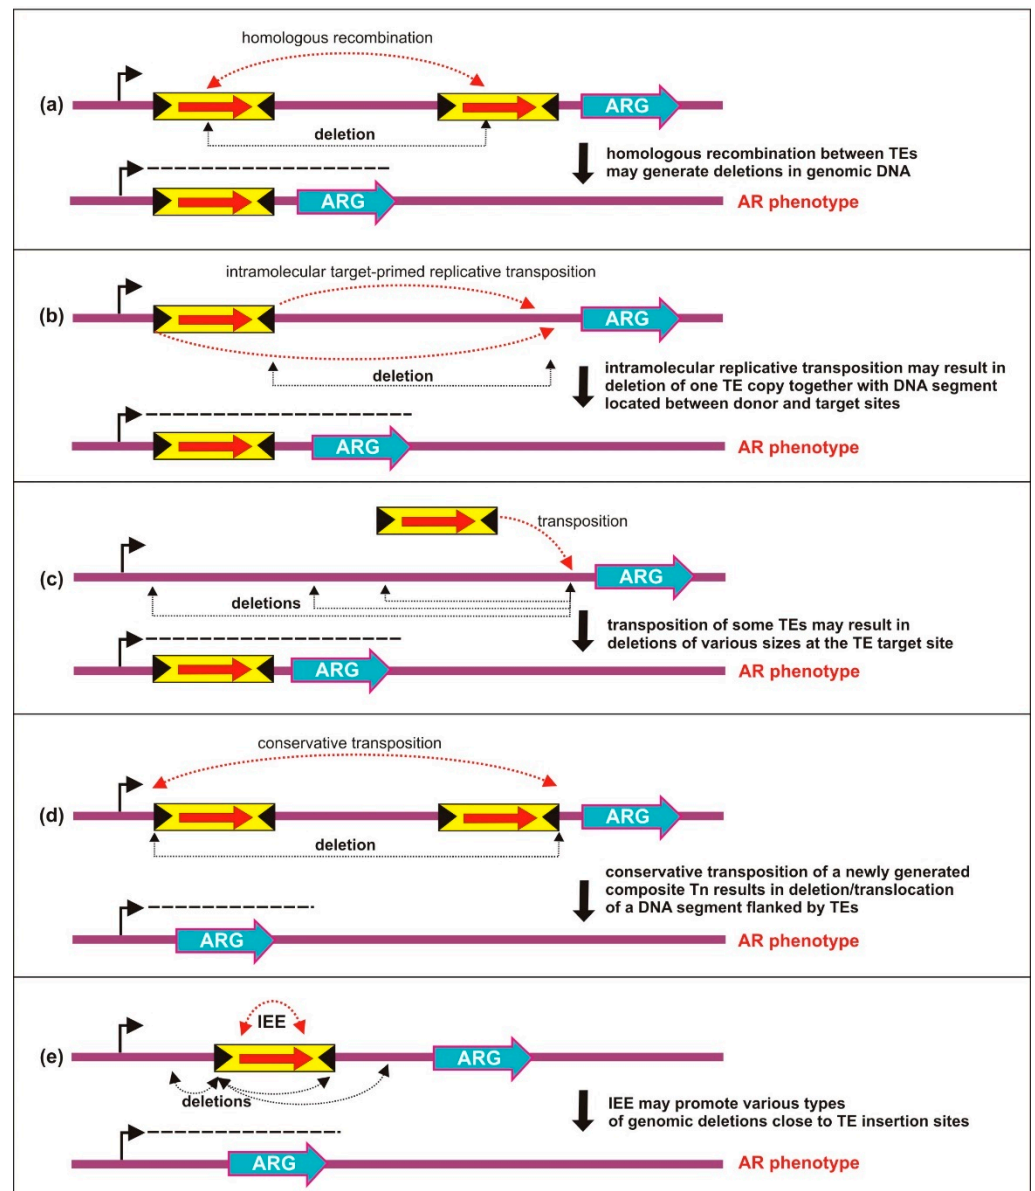 homologous recombination
(a)
ARG
deletion
homologous recombination between TEs
may generate deletions in genomic DNA
ARG
AR phenotype
intramolecular target-primed replicative transposition
(b)
ARG
deletion
intramolecular replicative transposition may result in
deletion of one TE copy together with DNA segment
located between donor and target sites
ARG
AR phenotype
transposition
(c)
ARG
deletions
transposition of some TEs may result in
deletions of various sizes at the TE target site
ARG
AR phenotype
conservative transposition
(d)
ARG
deletion
conservative transposition of a newly generated
composite Tn results in deletion/translocation
of a DNA segment flanked by TEs
ARG
AR phenotype
IEE
(e)
ARG
deletions
IEE may promote various types
of genomic deletions close to TE insertion sites
ARG
AR phenotype